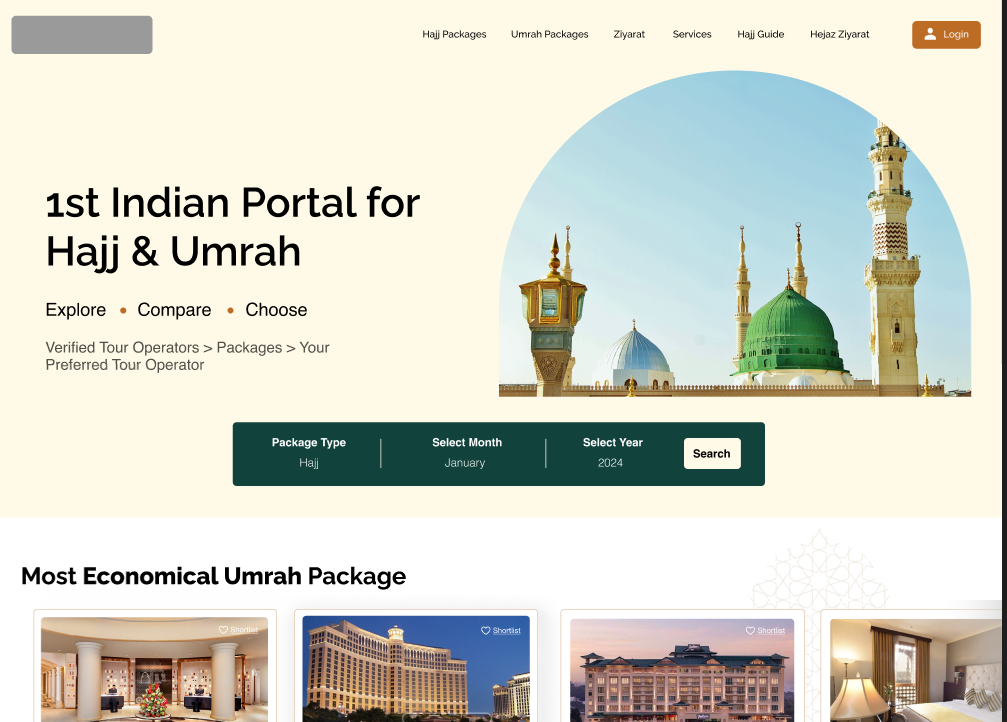 Hajj Packages
Umrah Packages
Ziyarat
Services
Hajj Guide
Hejaz Ziyarat
Login
1st Indian Portal for
Hajj & Umrah
Explore • Compare • Choose
Verified Tour Operators > Packages > Your
Preferred Tour Operator
Package Type
Hajj
Select Month
January
Select Year
2024
Search
Most Economical Umrah Package
Shortlist
Shortlist
Shortlist